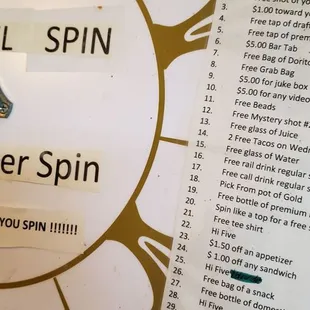 L SPIN
er Spin
YOU SPIN !!!!!!!
3. $1.00 toward y
4. Free tap of draf
5. Free tap of prem
6. $5.00 Bar Tab
7. Free Bag of Dorito
8. Free Grab Bag
9. $5.00 for juke box
10. $5.00 for any video
11. Free Beads
12. Free Mystery shot #2
13. Free glass of Juice
14. 2 Free Tacos on Wedn
15. Free glass of Water
16. Free rail drink regular s
17. Free call drink regular s
18. Pick From pot of Gold
19. Free bottle of premium
20. Spin like a top for a free s
21. Free tee shirt
22. Hi Five
23. $1.50 off an appetizer
24. $ 1.00 off any sandwich
25. Hi Five
26. Free bag of a snack
27. Free bottle of domes
28. Hi Five
29.